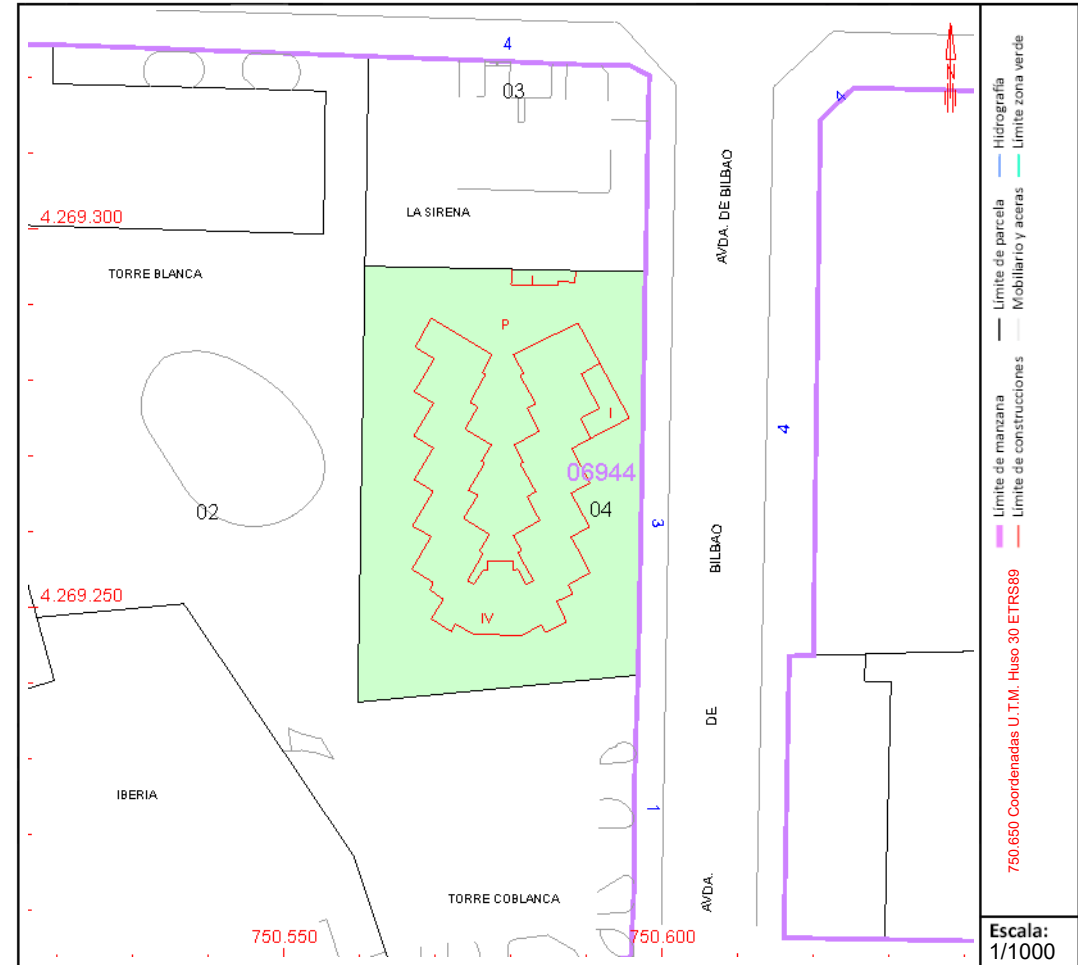 4
03
4
AVDA. DE BILBAO
LA SIRENA
4.269.300
TORRE BLANCA
I
P
I
4
06944
04
02
3
BILBAO
4.269.250
IV
DE
IBERIA
1
TORRE COBLANCA
AVDA.
750.550
750.600
N
Hidrografía
Límite zona verde
Límite de parcela
Mobiliario y aceras
Límite de manzana
Límite de construcciones
750.650 Coordenadas U.T.M. Huso 30 ETRS89
Escala:
1/1000